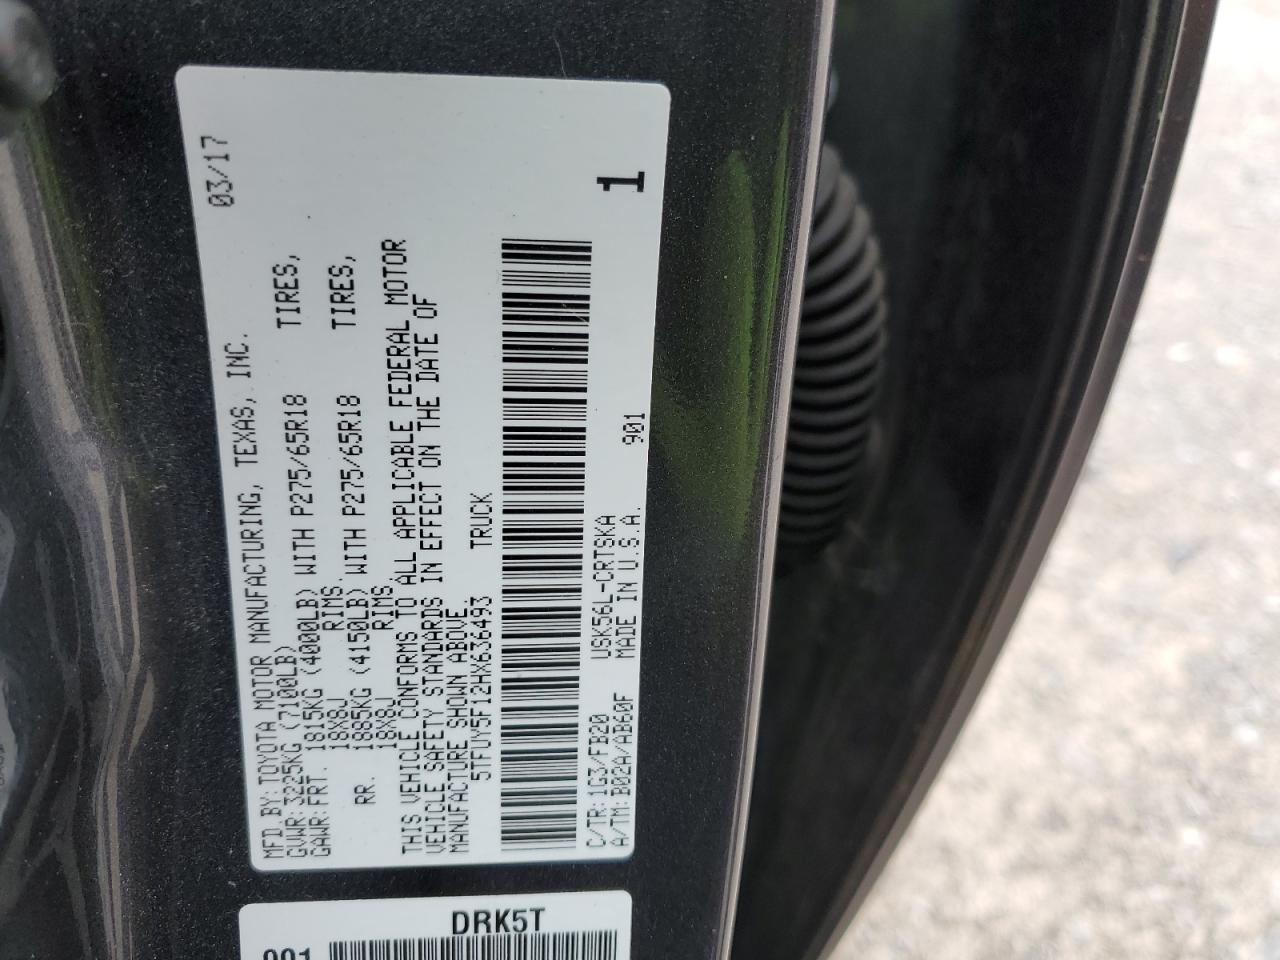 MFD.BY: TOYOTA MOTOR MANUFACTURING, TEXAS, INC. 03/17
GVWR: 3225KG (7100LB)
GAWR: FRT. 1815KG (4000LB) WITH P275/65R18 TIRES,
18X8J RIMS.
RR. 1885KG (4150LB) WITH P275/65R18 TIRES,
18X8J RIMS.
THIS VEHICLE CONFORMS TO ALL APPLICABLE FEDERAL MOTOR
VEHICLE SAFETY STANDARDS IN EFFECT ON THE DATE OF
MANUFACTURE SHOWN ABOVE
5TFUY5F12HX636493 TRUCK
C/TR: 1G3/FB20 USK56L-CRTSKA 1
A/TM: B02A/AB60F MADE IN U.S.A. 901
DRK5T
901